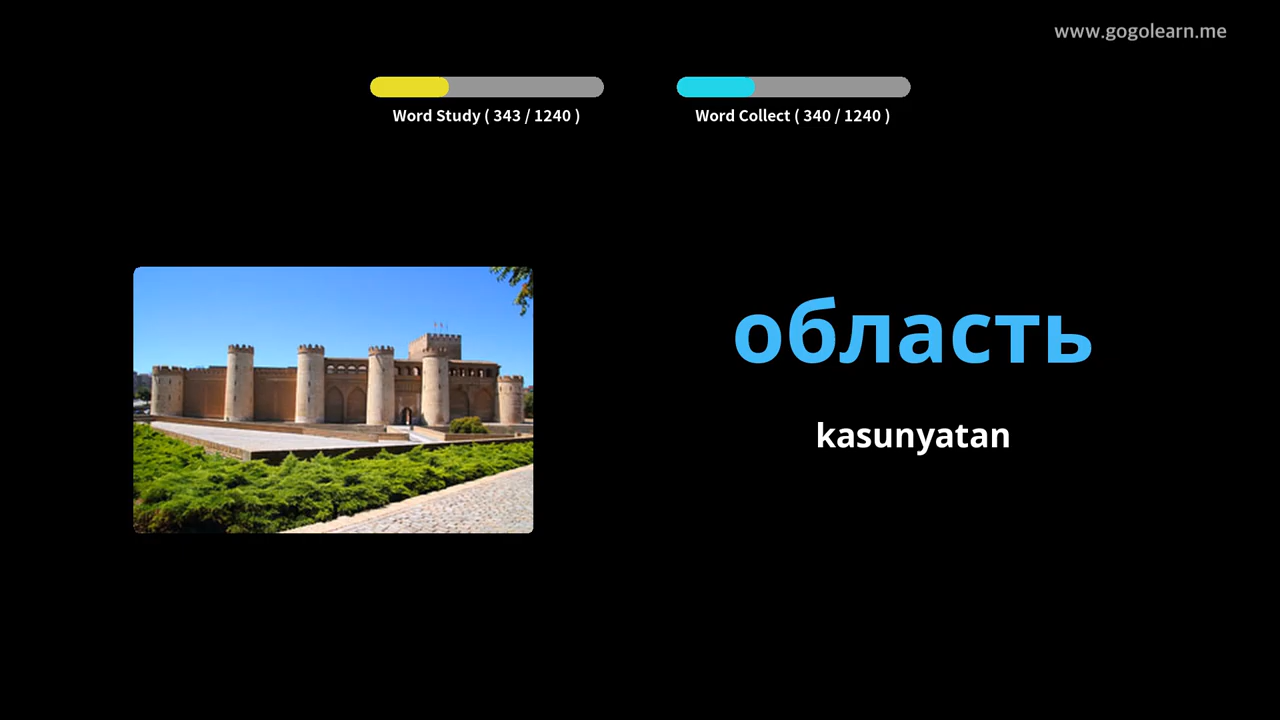 www.gogolearn.me
Word Study ( 343 / 1240 )
Word Collect ( 340 / 1240 )
область
kasunyatan